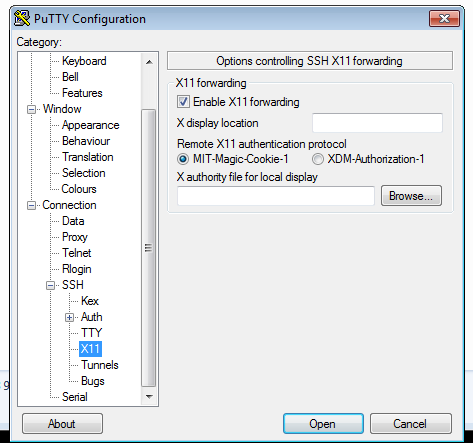 PuTTY Configuration
Category:
Keyboard
Bell
Features
Window
Appearance
Behaviour
Translation
Selection
Colours
Connection
Data
Proxy
Telnet
Rlogin
SSH
Kex
Auth
TTY
X11
Tunnels
Bugs
Serial
Options controlling SSH X11 forwarding
X11 forwarding
Enable X11 forwarding
X display location
Remote X11 authentication protocol
MIT-Magic-Cookie-1 XDM-Authorization-1
X authority file for local display
Browse...
About Open Cancel
9